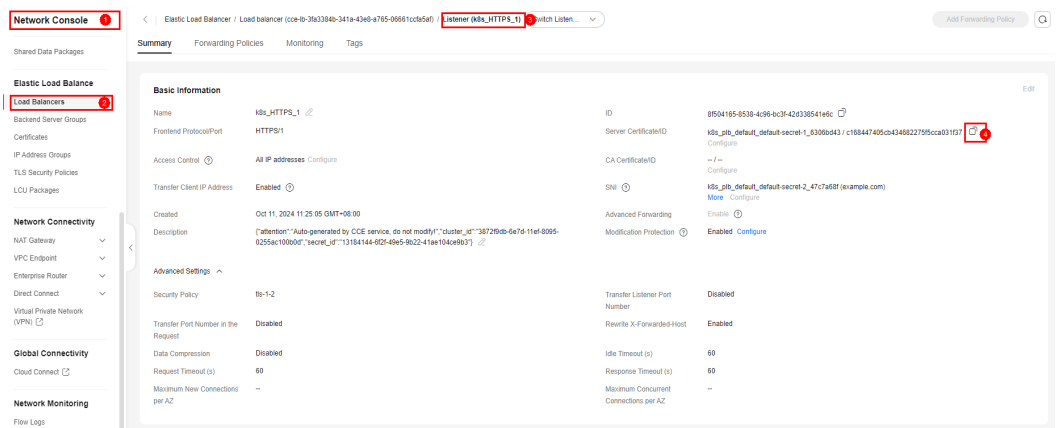 Network Console 1
Elastic Load Balancer / Load balancer (cce-lb-3fa3384b-341a-43e8-a765-06661ccfa5af) / Listener (k8s_HTTPS_1) 3 Switch Listen...
Add Forwarding Policy
Summary Forwarding Policies Monitoring Tags
Shared Data Packages
Elastic Load Balance
Load Balancers 2
Backend Server Groups
Certificates
IP Address Groups
TLS Security Policies
LCU Packages
Network Connectivity
NAT Gateway
VPC Endpoint
Enterprise Router
Direct Connect
Virtual Private Network
(VPN)
Global Connectivity
Cloud Connect
Network Monitoring
Flow Logs
Basic Information
Edit
Name k8s_HTTPS_1
ID 8f504165-8538-4c96-bc3f-42d338541e6c
Frontend Protocol/Port HTTPS/1
Server Certificate/ID k8s_plb_default_default-secret-1_6306bd43 / c168447405cb434682275f5cca031f37 4
Configure
Access Control All IP addresses Configure
CA Certificate/ID -- / --
Configure
Transfer Client IP Address Enabled
SNI k8s_plb_default_default-secret-2_47c7a68f (example.com)
More Configure
Created Oct 11, 2024 11:25:05 GMT+08:00
Advanced Forwarding Enable
Description {"attention":"Auto-generated by CCE service, do not modify!","cluster_id":"3872f9db-6e7d-11ef-8095-
0255ac100b0d","secret_id":"13184144-6f2f-49e5-9b22-41ae104ce9b3"}
Modification Protection Enabled Configure
Advanced Settings
Security Policy tls-1-2
Transfer Listener Port
Number
Disabled
Transfer Port Number in the
Request
Disabled
Rewrite X-Forwarded-Host Enabled
Data Compression Disabled
Idle Timeout (s) 60
Request Timeout (s) 60
Response Timeout (s) 60
Maximum New Connections
per AZ
--
Maximum Concurrent
Connections per AZ
--